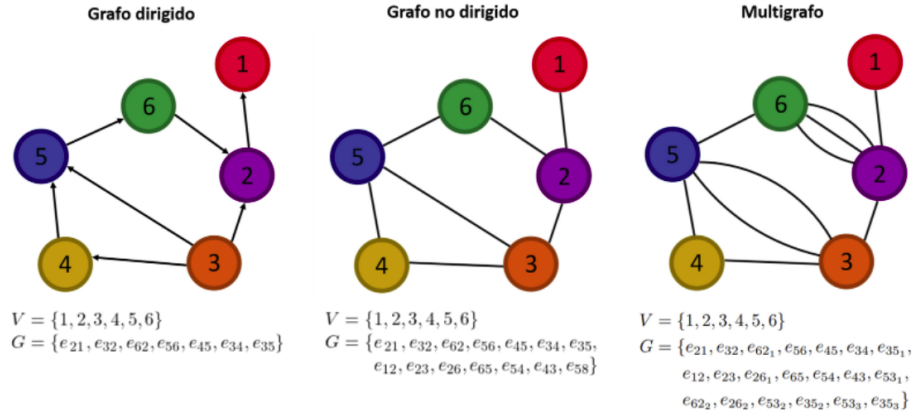 Grafo dirigido
1
6
5
2
4
3
V = {1, 2, 3, 4, 5, 6}
G = {e₂₁, e₃₂, e₆₂, e₅₆, e₄₅, e₃₄, e₃₅}
Grafo no dirigido
1
6
5
2
4
3
V = {1, 2, 3, 4, 5, 6}
G = {e₂₁, e₃₂, e₆₂, e₅₆, e₄₅, e₃₄, e₃₅,
e₁₂, e₂₃, e₂₆, e₆₅, e₅₄, e₄₃, e₅₈}
Multigrafo
1
6
5
2
4
3
V = {1, 2, 3, 4, 5, 6}
G = {e₂₁, e₃₂, e₆₂₁, e₅₆, e₄₅, e₃₄, e₃₅₁,
e₁₂, e₂₃, e₂₆₁, e₆₅, e₅₄, e₄₃, e₅₃₁,
e₆₂₂, e₂₆₂, e₅₃₂, e₃₅₂, e₅₃₃, e₃₅₃}